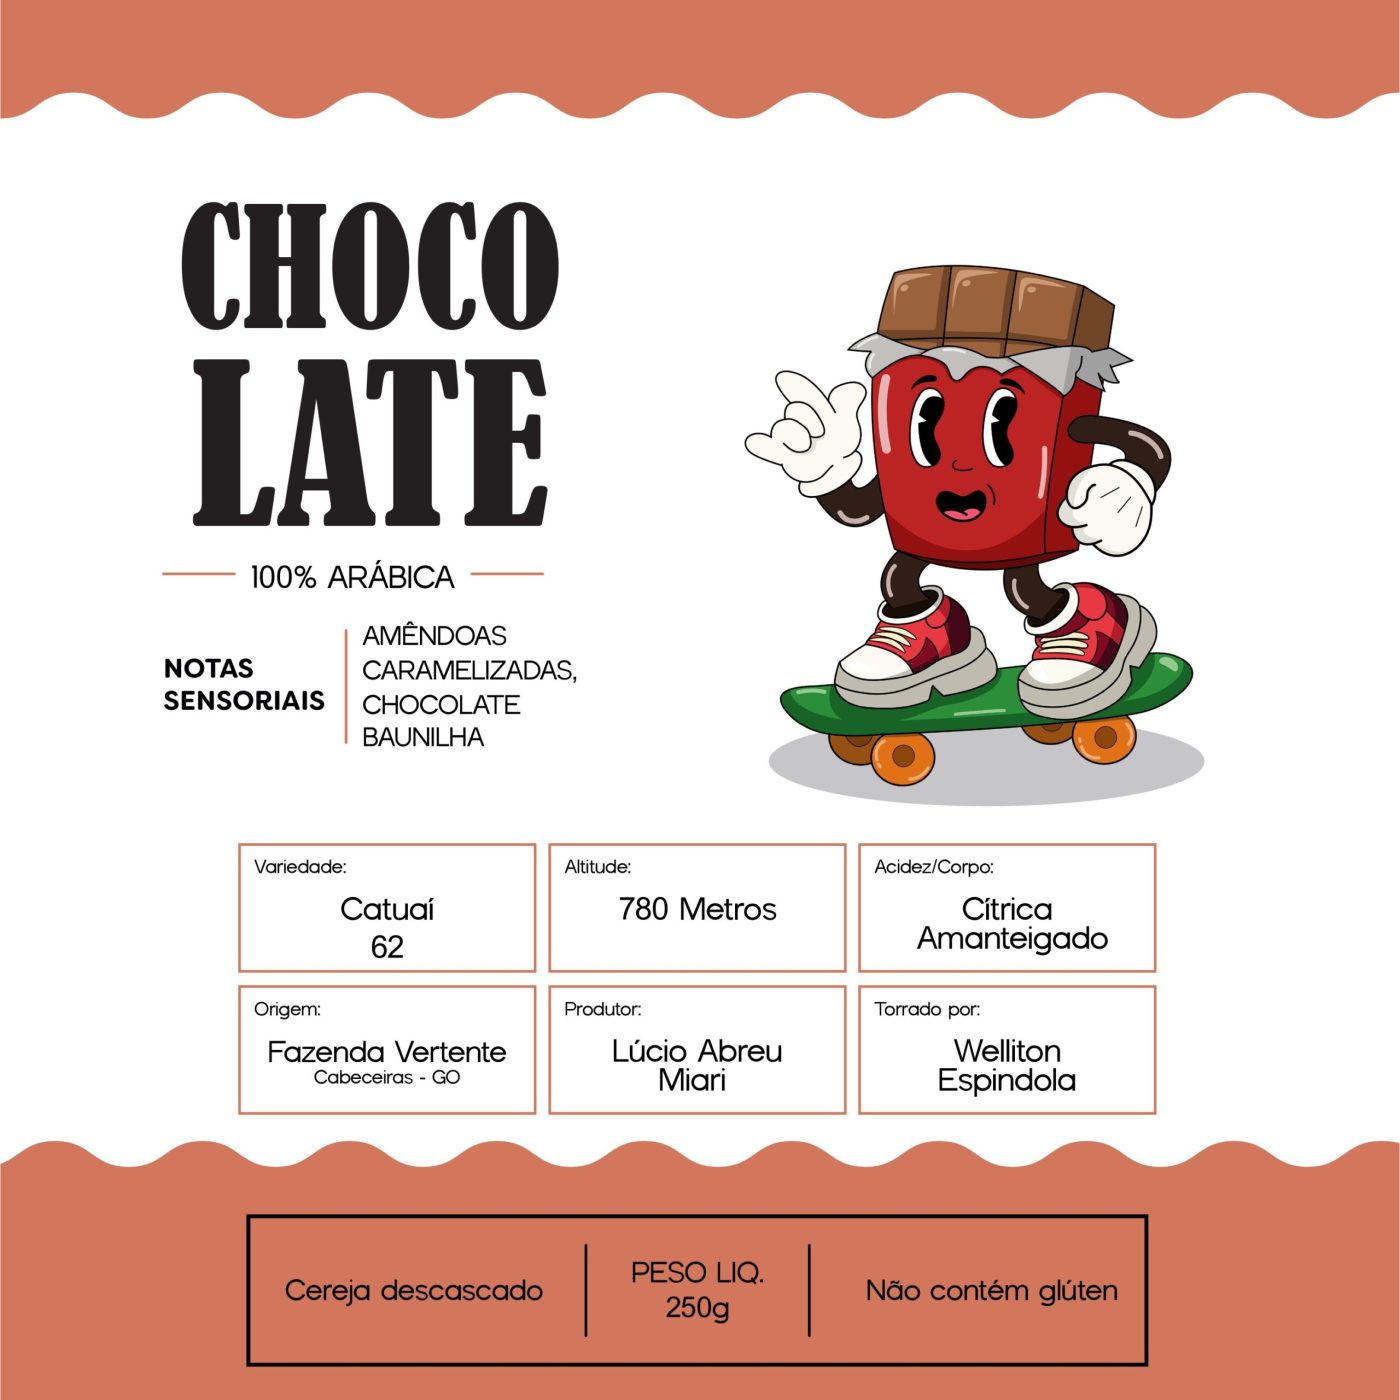 CHOCO
LATE
100% ARÁBICA
NOTAS
SENSORIAIS
AMÊNDOAS
CARAMELIZADAS,
CHOCOLATE
BAUNILHA
Variedade:
Catuaí
62
Altitude:
780 Metros
Acidez/Corpo:
Cítrica
Amanteigado
Origem:
Fazenda Vertente
Cabeceiras - GO
Produtor:
Lúcio Abreu
Miari
Torrado por:
Welliton
Espindola
Cereja descascado
PESO LIQ.
250g
Não contém glúten